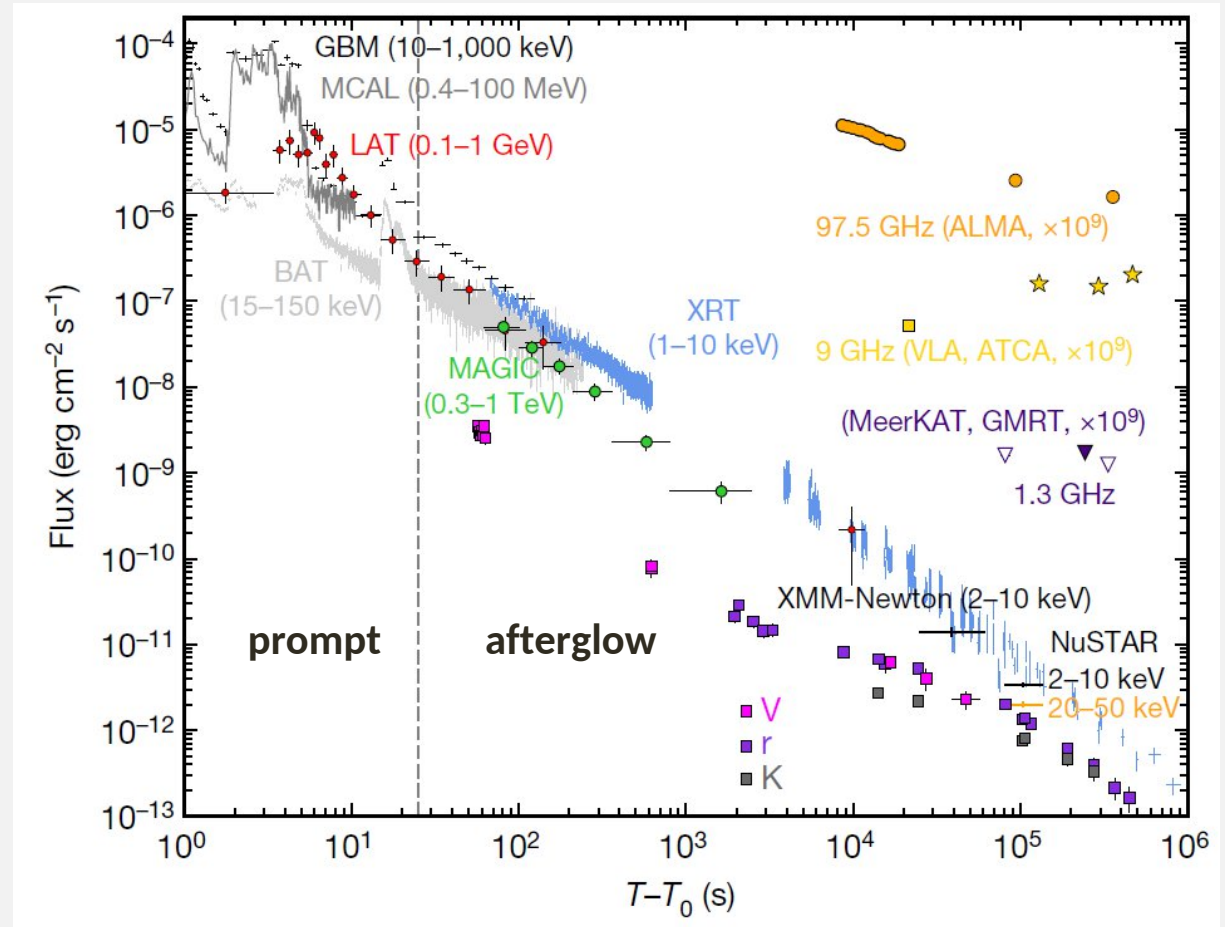 GBM (10–1,000 keV)
MCAL (0.4–100 MeV)
LAT (0.1–1 GeV)
BAT
(15–150 keV)
MAGIC
(0.3–1 TeV)
XRT
(1–10 keV)
97.5 GHz (ALMA, ×10⁹)
9 GHz (VLA, ATCA, ×10⁹)
(MeerKAT, GMRT, ×10⁹)
1.3 GHz
XMM-Newton (2–10 keV)
NuSTAR
2–10 keV
20–50 keV
prompt
afterglow
V
r
K
Flux (erg cm⁻² s⁻¹)
10⁻⁴
10⁻⁵
10⁻⁶
10⁻⁷
10⁻⁸
10⁻⁹
10⁻¹⁰
10⁻¹¹
10⁻¹²
10⁻¹³
10⁰ 10¹ 10² 10³ 10⁴ 10⁵ 10⁶
T–T₀ (s)